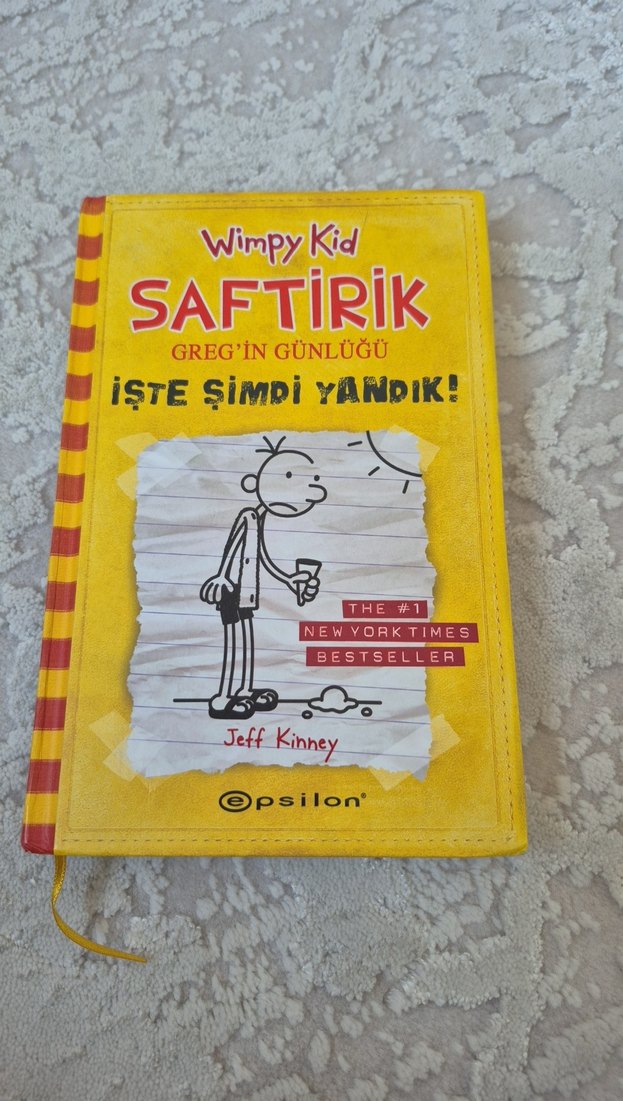 Wimpy Kid
SAFTİRİK
GREG'İN GÜNLÜĞÜ
İŞTE ŞİMDİ YANDIK!
THE #1
NEW YORK TIMES
BESTSELLER
Jeff Kinney
epsilon®